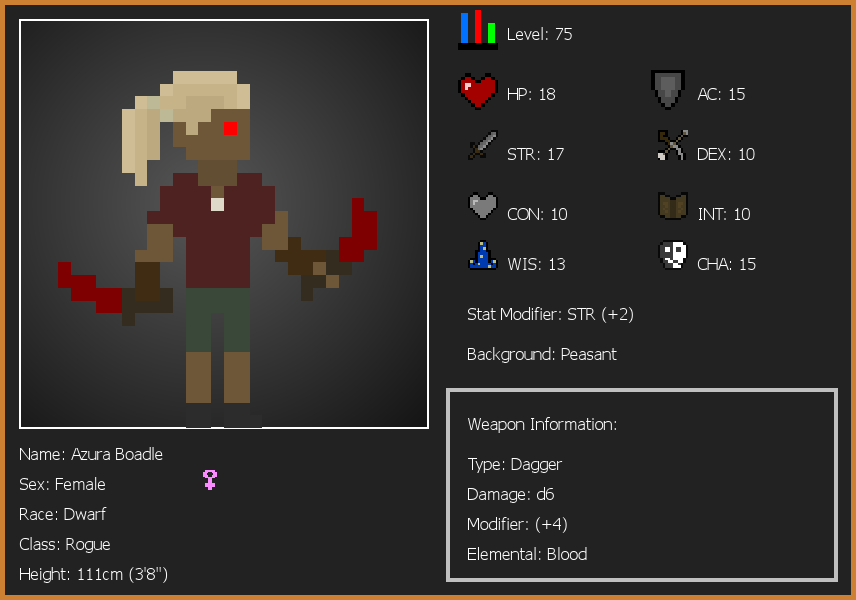 Level: 75
HP: 18
AC: 15
STR: 17
DEX: 10
CON: 10
INT: 10
WIS: 13
CHA: 15
Stat Modifier: STR (+2)
Background: Peasant
Weapon Information:
Type: Dagger
Damage: d6
Modifier: (+4)
Elemental: Blood
Name: Azura Boadle
Sex: Female
Race: Dwarf
Class: Rogue
Height: 111cm (3'8")